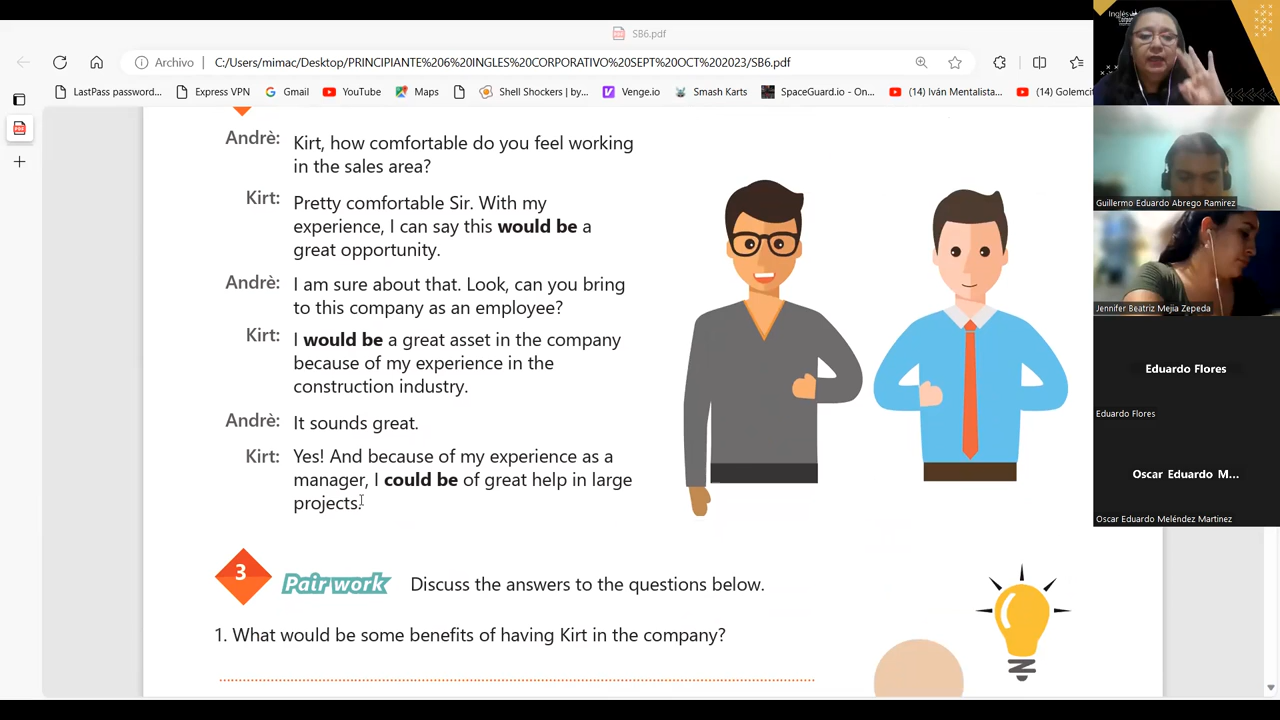 SB6.pdf
Archivo
C:/Users/mimac/Desktop/PRINCIPIANTE%206%20INGLES%20CORPORATIVO%20SEPT%20OCT%202023/SB6.pdf
LastPass password...
Express VPN
Gmail
YouTube
Maps
Shell Shockers | by...
Venge.io
Smash Karts
SpaceGuard.io - On...
(14) Iván Mentalista...
(14) Golemcit
Andrè: Kirt, how comfortable do you feel working
in the sales area?
Kirt: Pretty comfortable Sir. With my
experience, I can say this would be a
great opportunity.
Andrè: I am sure about that. Look, can you bring
to this company as an employee?
Kirt: I would be a great asset in the company
because of my experience in the
construction industry.
Andrè: It sounds great.
Kirt: Yes! And because of my experience as a
manager, I could be of great help in large
projects.
3 Pair work Discuss the answers to the questions below.
1. What would be some benefits of having Kirt in the company?
Inglés
Guillermo Eduardo Abrego Ramirez
Jennifer Beatriz Mejia Zepeda
Eduardo Flores
Eduardo Flores
Oscar Eduardo M...
Oscar Eduardo Meléndez Martinez